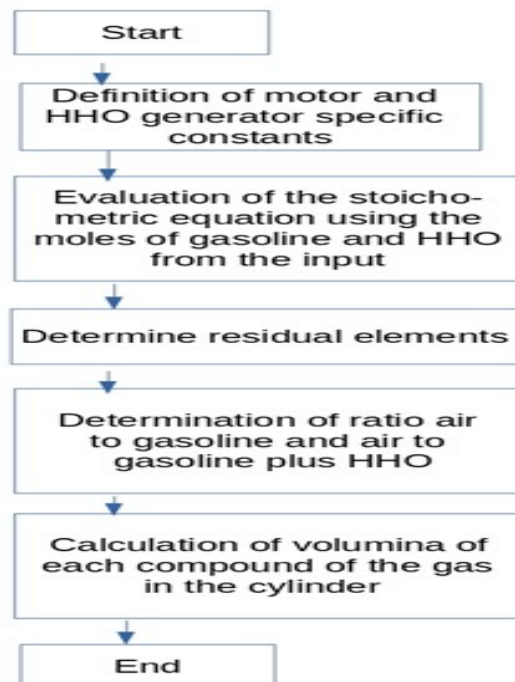 Start
Definition of motor and
HHO generator specific
constants
Evaluation of the stoicho-
metric equation using the
moles of gasoline and HHO
from the input
Determine residual elements
Determination of ratio air
to gasoline and air to
gasoline plus HHO
Calculation of volumina of
each compound of the gas
in the cylinder
End